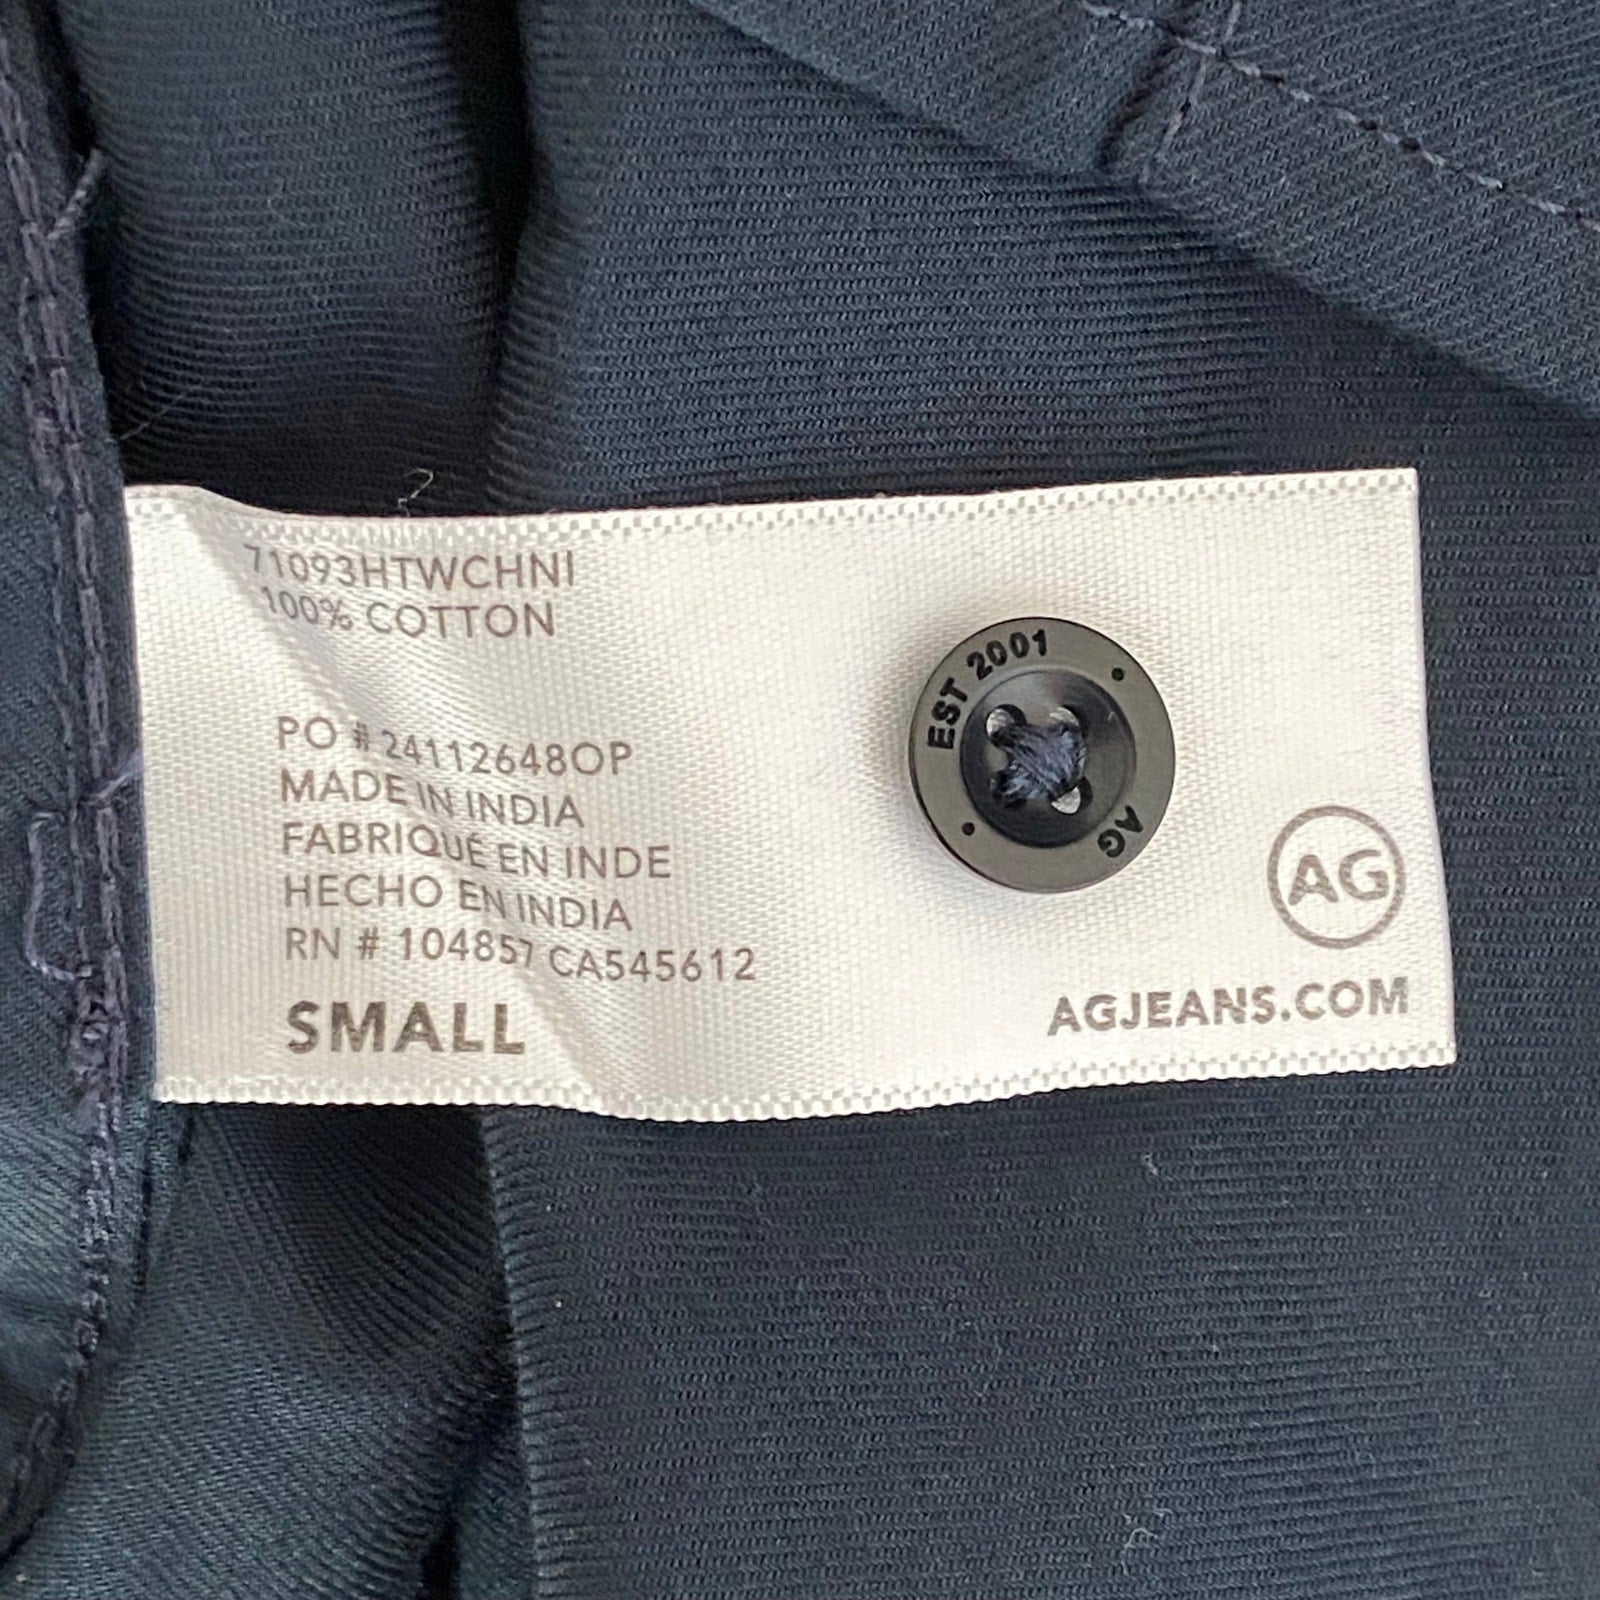 71093HTWCHNI
100% COTTON
PO # 241126480P
MADE IN INDIA
FABRIQUÉ EN INDE
HECHO EN INDIA
RN # 104857 CA545612
SMALL
EST 2001
AG
AG
AGJEANS.COM